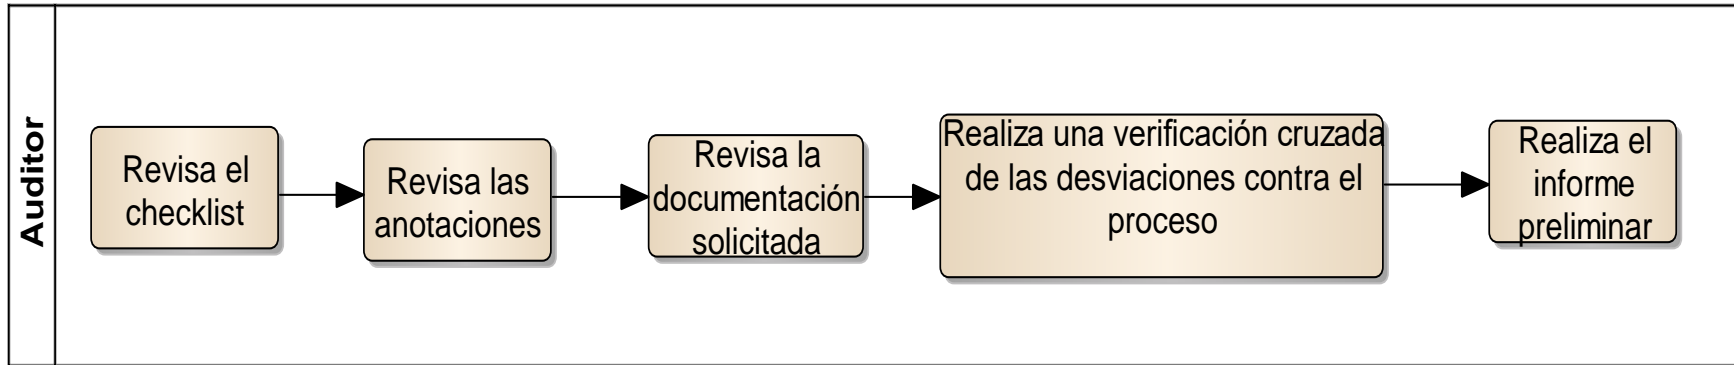 Auditor
Revisa el
checklist
Revisa las
anotaciones
Revisa la
documentación
solicitada
Realiza una verificación cruzada
de las desviaciones contra el
proceso
Realiza el
informe
preliminar